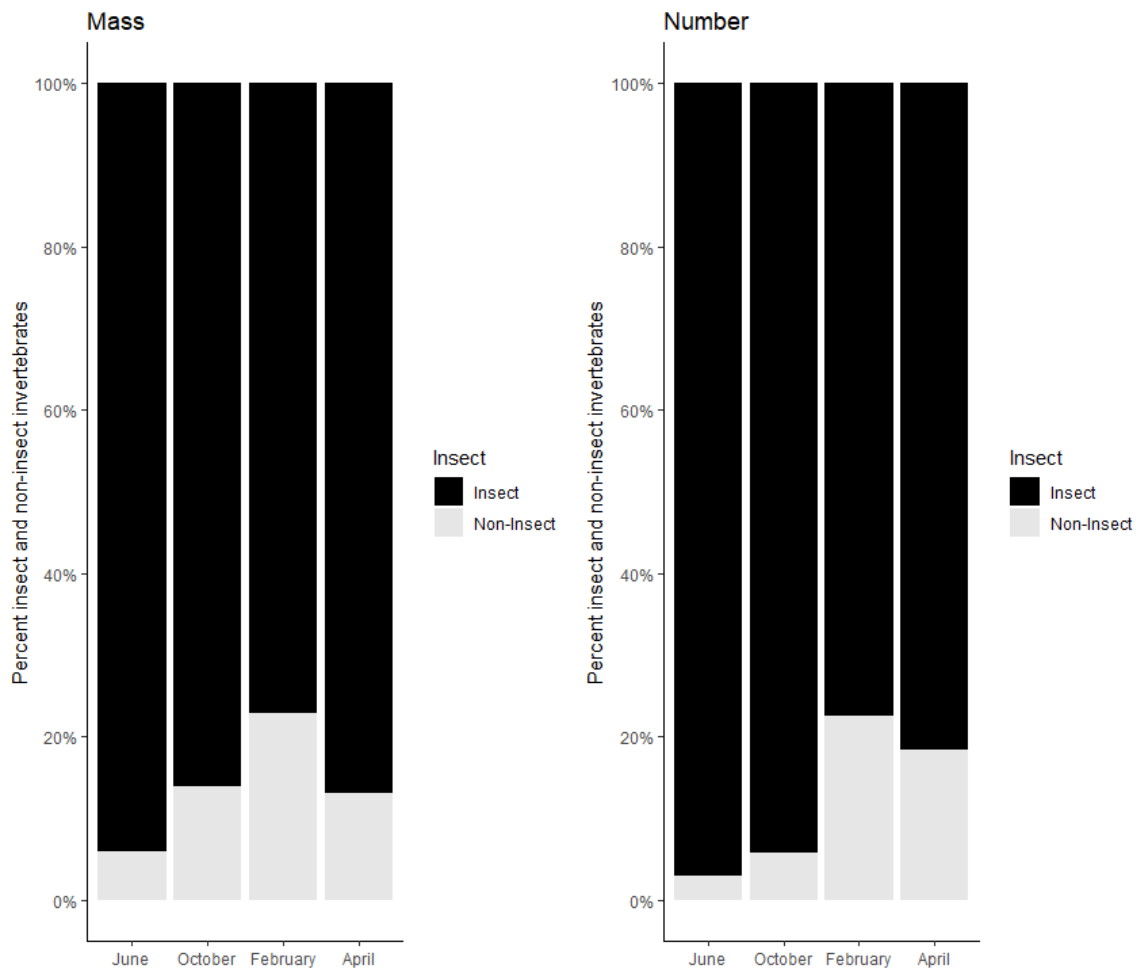 Mass
Percent insect and non-insect invertebrates
100%
80%
60%
40%
20%
0%
June October February April
Insect
Insect
Non-Insect
Number
Percent insect and non-insect invertebrates
100%
80%
60%
40%
20%
0%
June October February April
Insect
Insect
Non-Insect